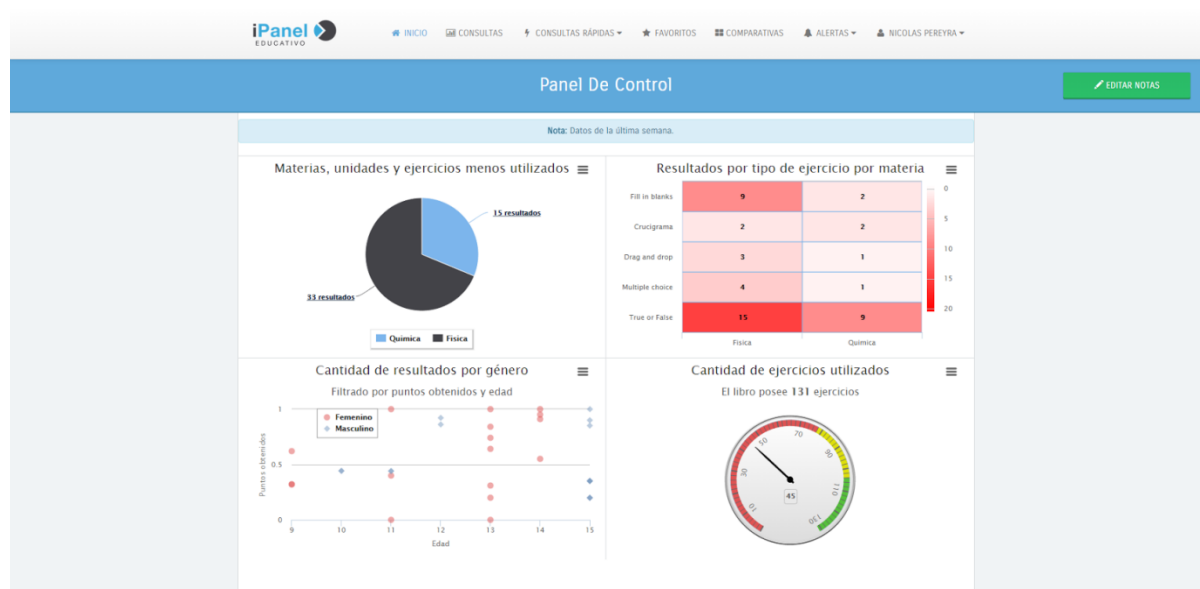 iPanel
EDUCATIVO
INICIO
CONSULTAS
CONSULTAS RÁPIDAS
FAVORITOS
COMPARATIVAS
ALERTAS
NICOLAS PEREYRA
Panel De Control
EDITAR NOTAS
Nota: Datos de la última semana.
Materias, unidades y ejercicios menos utilizados
15 resultados
33 resultados
Quimica Fisica
Resultados por tipo de ejercicio por materia
Fill in blanks 9 2
Crucigrama 2 2
Drag and drop 3 1
Multiple choice 4 1
True or False 15 9
Fisica Quimica
0
5
10
15
20
Cantidad de resultados por género
Filtrado por puntos obtenidos y edad
Femenino
Masculino
Puntos obtenidos
1
0.5
0
9 10 11 12 13 14 15
Edad
Cantidad de ejercicios utilizados
El libro posee 131 ejercicios
10
30
50
70
90
110
130
45